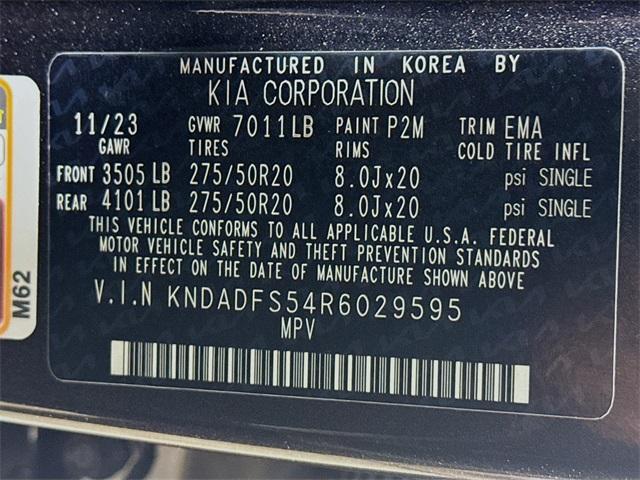 MANUFACTURED IN KOREA BY
KIA CORPORATION
11/23 GVWR 7011LB PAINT P2M TRIM EMA
GAWR TIRES RIMS COLD TIRE INFL
FRONT 3505 LB 275/50R20 8.0Jx20 psi SINGLE
REAR 4101 LB 275/50R20 8.0Jx20 psi SINGLE
THIS VEHICLE CONFORMS TO ALL APPLICABLE U.S.A. FEDERAL
MOTOR VEHICLE SAFETY AND THEFT PREVENTION STANDARDS
IN EFFECT ON THE DATE OF MANUFACTURE SHOWN ABOVE
V.I.N KNDADFS54R6029595
MPV
M62